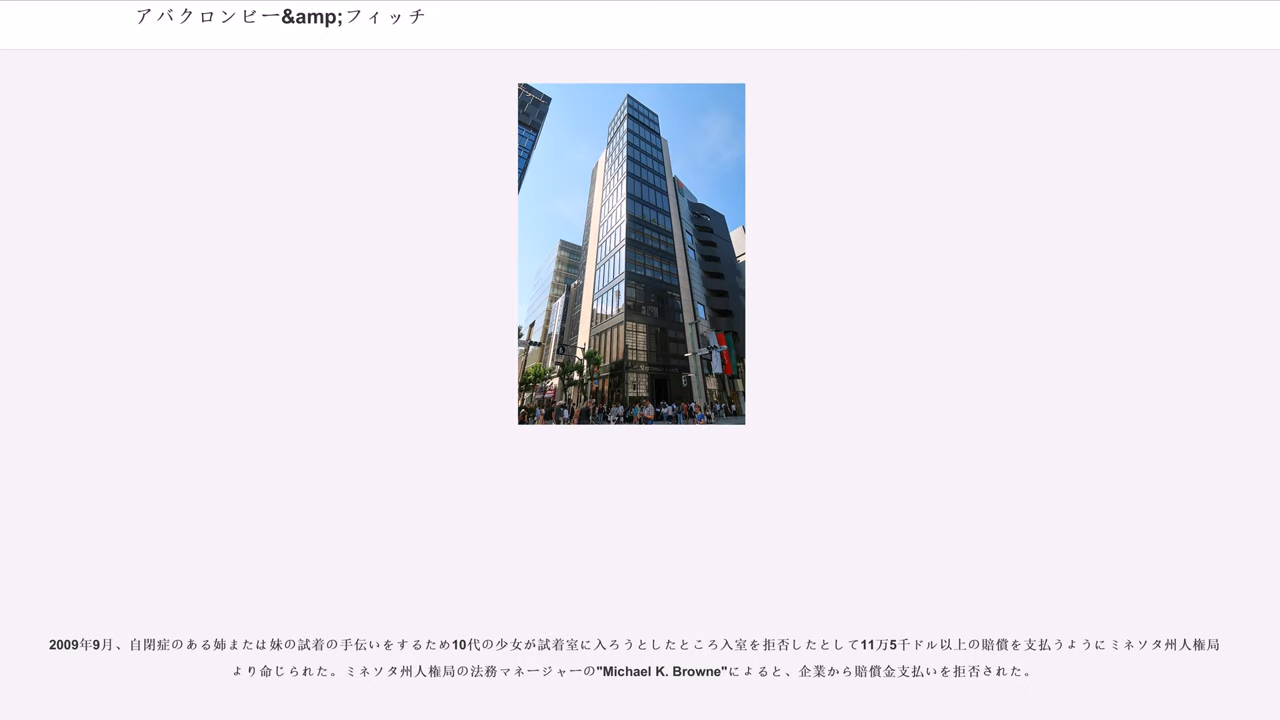 アバクロンビー&amp;フィッチ
2009年9月、自閉症のある姉または妹の試着の手伝いをするため10代の少女が試着室に入ろうとしたところ入室を拒否したとして11万5千ドル以上の賠償を支払うようにミネソタ州人権局
より命じられた。ミネソタ州人権局の法務マネージャーの"Michael K. Browne"によると、企業から賠償金支払いを拒否された。